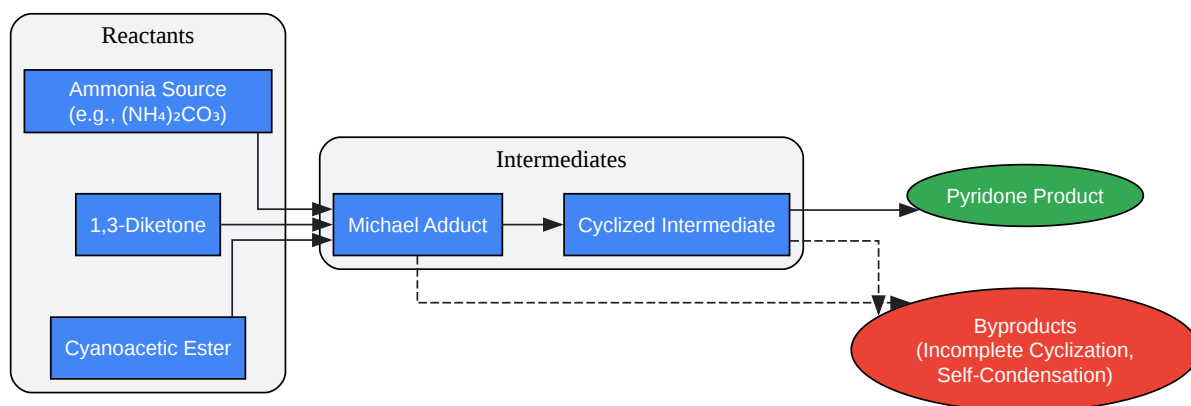 Reactants
Ammonia Source
(e.g., (NH₄)₂CO₃)
1,3-Diketone
Cyanoacetic Ester
Intermediates
Michael Adduct
Cyclized Intermediate
Pyridone Product
Byproducts
(Incomplete Cyclization,
Self-Condensation)